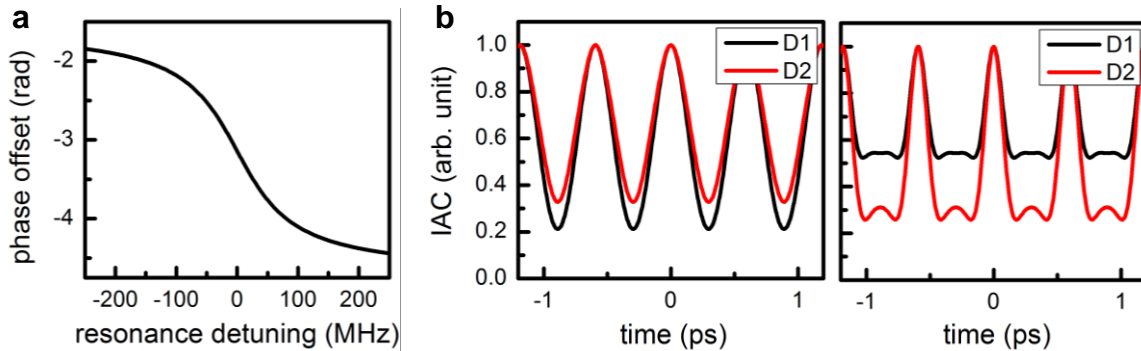 a
phase offset (rad)
-2
-3
-4
-200 -100 0 100 200
resonance detuning (MHz)
b
IAC (arb. unit)
1.0
0.8
0.6
0.4
0.2
0.0
D1
D2
-1 0 1
time (ps)
D1
D2
-1 0 1
time (ps)